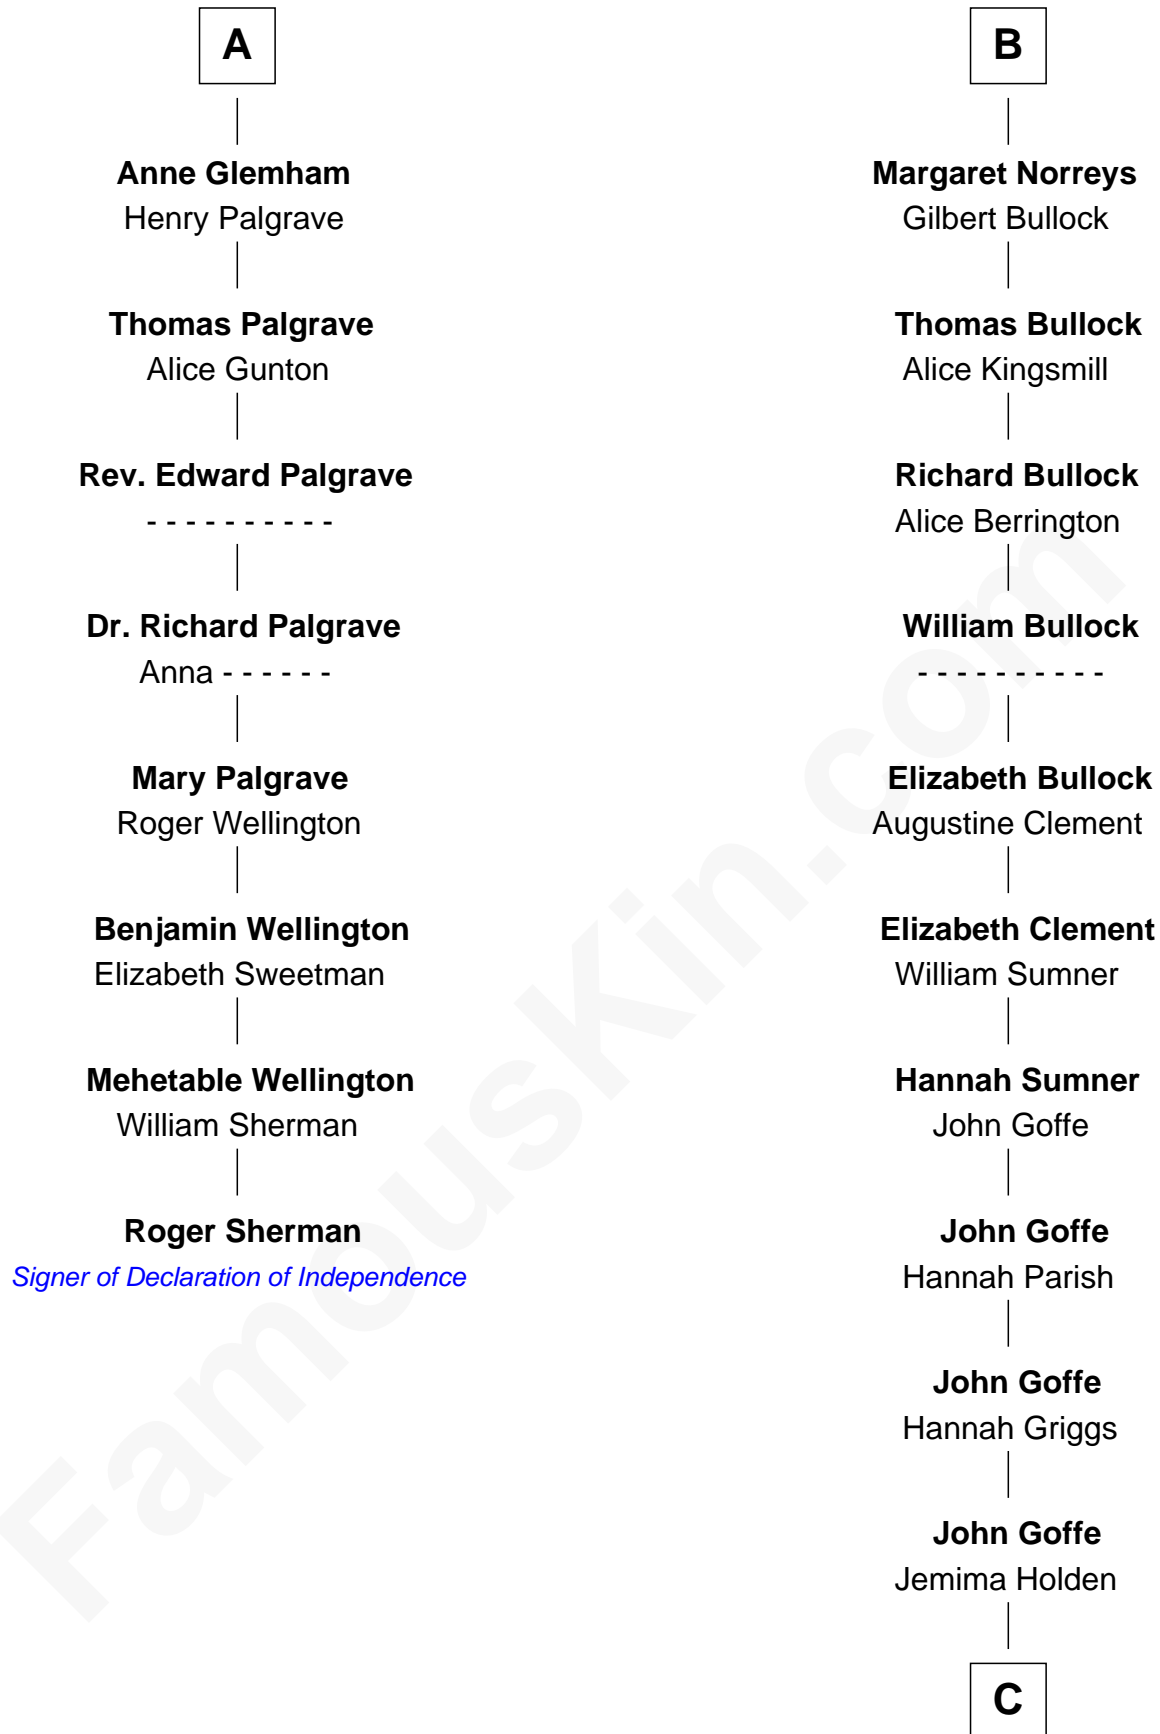 A
Anne Glemham
Henry Palgrave
Thomas Palgrave
Alice Gunton
Rev. Edward Palgrave
- - - - - - - - - -
Dr. Richard Palgrave
Anna - - - - - -
Mary Palgrave
Roger Wellington
Benjamin Wellington
Elizabeth Sweetman
Mehetable Wellington
William Sherman
Roger Sherman
Signer of Declaration of Independence
B
Margaret Norreys
Gilbert Bullock
Thomas Bullock
Alice Kingsmill
Richard Bullock
Alice Berrington
William Bullock
- - - - - - - - - -
Elizabeth Bullock
Augustine Clement
Elizabeth Clement
William Sumner
Hannah Sumner
John Goffe
John Goffe
Hannah Parish
John Goffe
Hannah Griggs
John Goffe
Jemima Holden
C
FamousKin.com